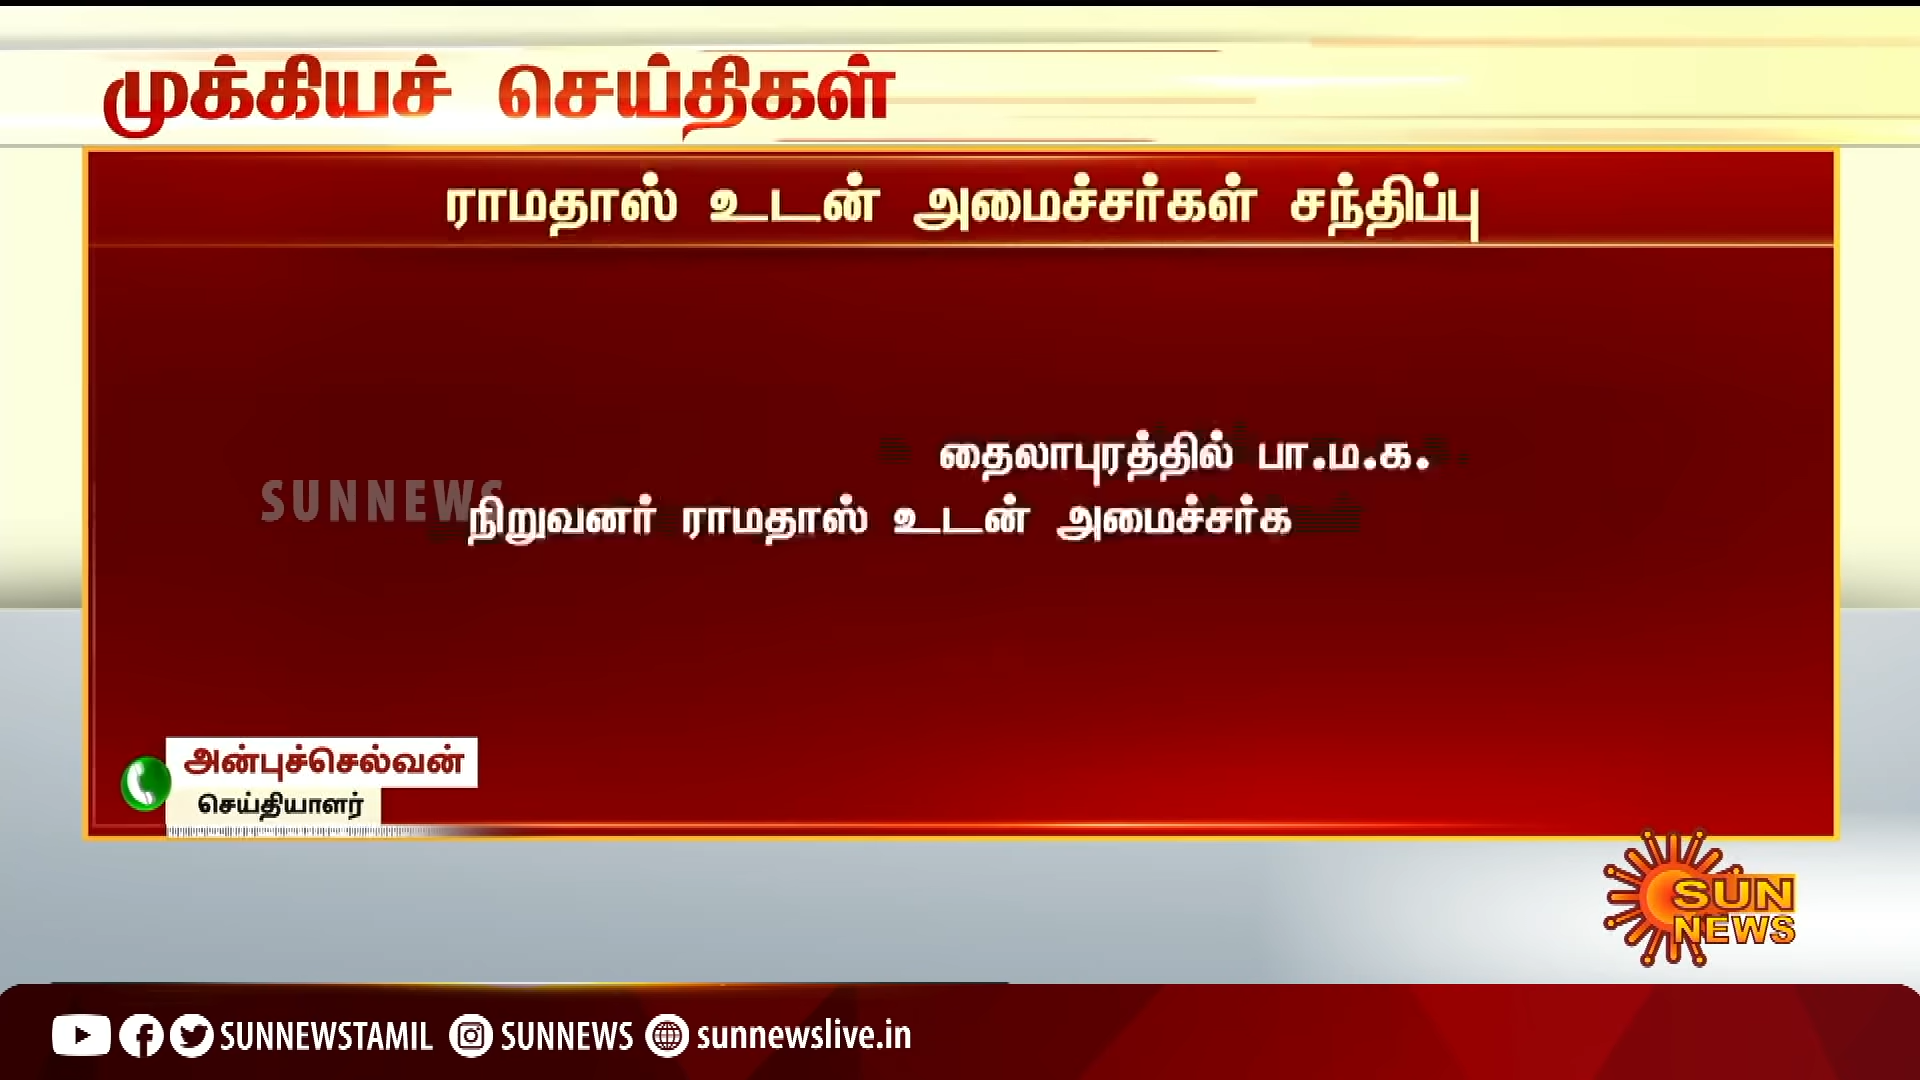 முக்கியச் செய்திகள்
ராமதாஸ் உடன் அமைச்சர்கள் சந்திப்பு
தைலாபுரத்தில் பா.ம.க.
SUNNEWS
நிறுவனர் ராமதாஸ் உடன் அமைச்சர்க
அன்புச்செல்வன்
செய்தியாளர்
SUN
NEWS
SUNNEWSTAMIL SUNNEWS sunnewslive.in